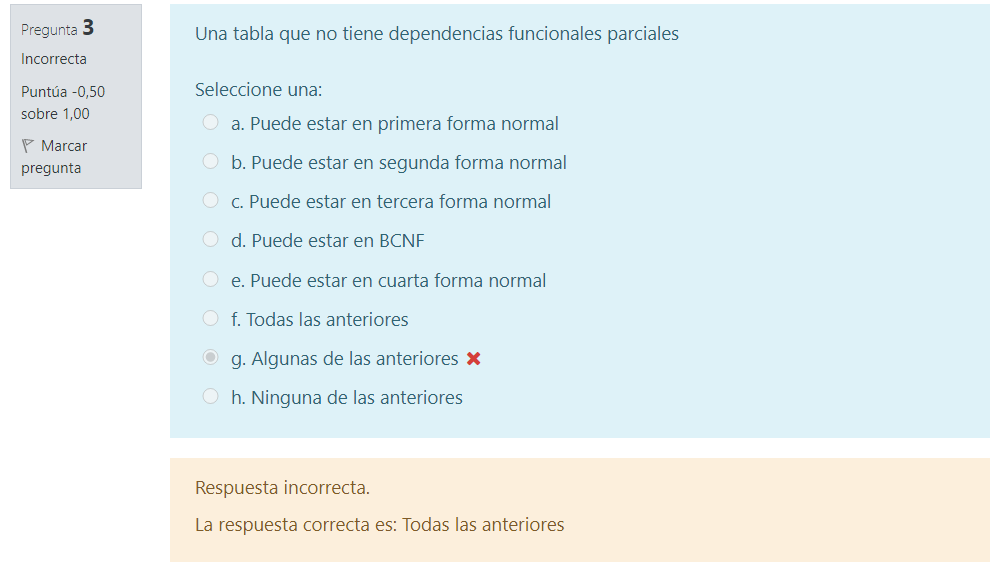 Pregunta 3
Incorrecta
Puntúa -0,50
sobre 1,00
Marcar
pregunta
Una tabla que no tiene dependencias funcionales parciales
Seleccione una:
a. Puede estar en primera forma normal
b. Puede estar en segunda forma normal
c. Puede estar en tercera forma normal
d. Puede estar en BCNF
e. Puede estar en cuarta forma normal
f. Todas las anteriores
g. Algunas de las anteriores
h. Ninguna de las anteriores
Respuesta incorrecta.
La respuesta correcta es: Todas las anteriores